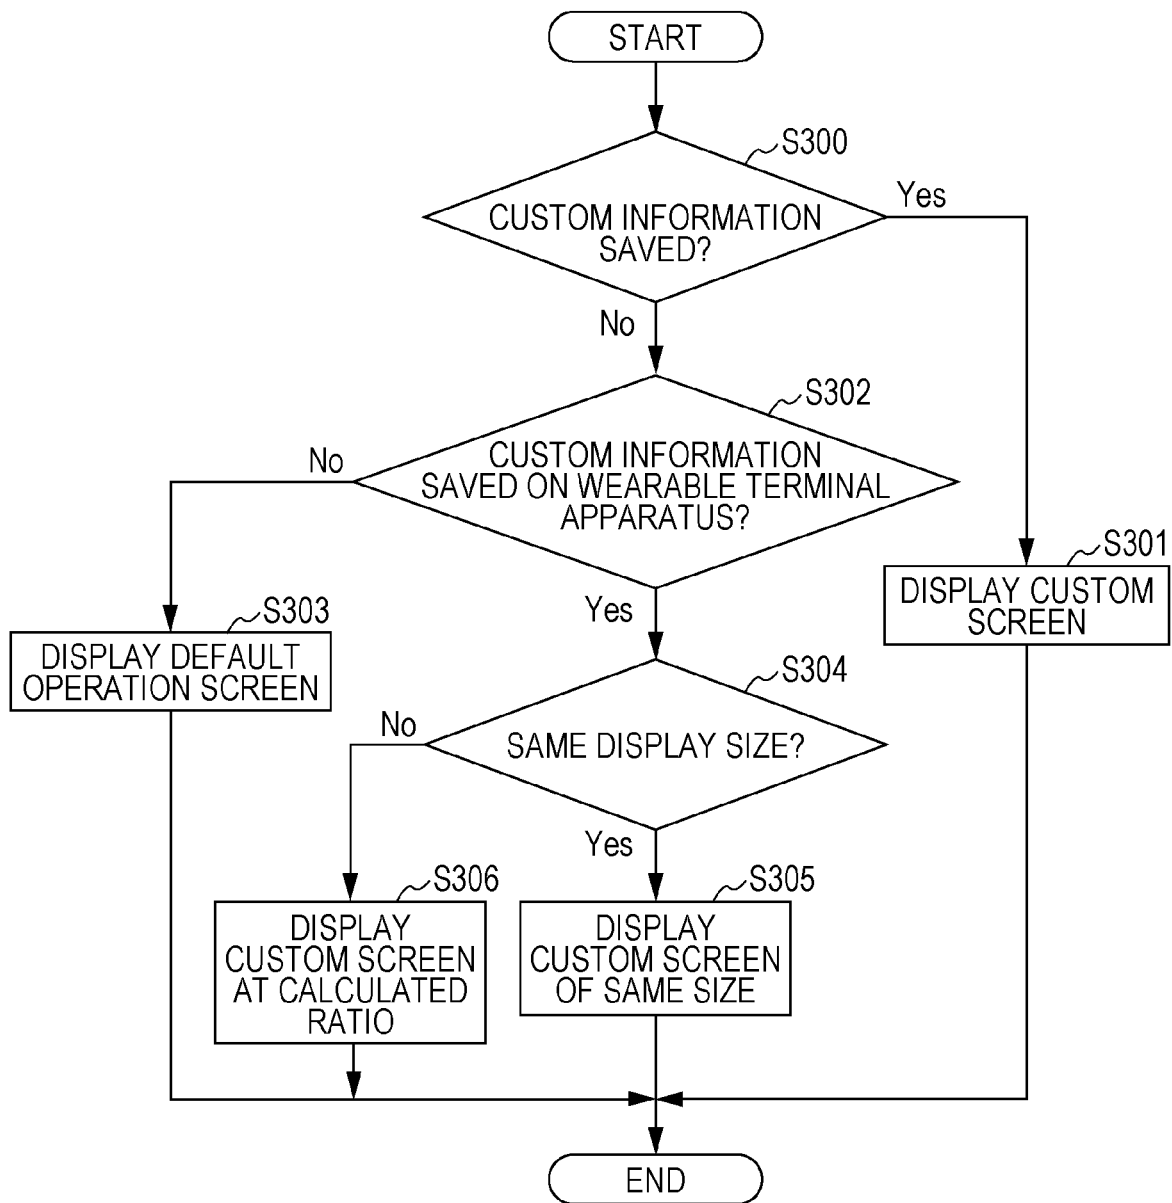 START
S300
Yes
CUSTOM INFORMATION
SAVED?
No
S302
No
CUSTOM INFORMATION
SAVED ON WEARABLE TERMINAL
APPARATUS?
S301
DISPLAY CUSTOM
SCREEN
Yes
S303
DISPLAY DEFAULT
OPERATION SCREEN
S304
No
SAME DISPLAY SIZE?
Yes
S306
DISPLAY
CUSTOM SCREEN
AT CALCULATED
RATIO
S305
DISPLAY
CUSTOM SCREEN
OF SAME SIZE
END